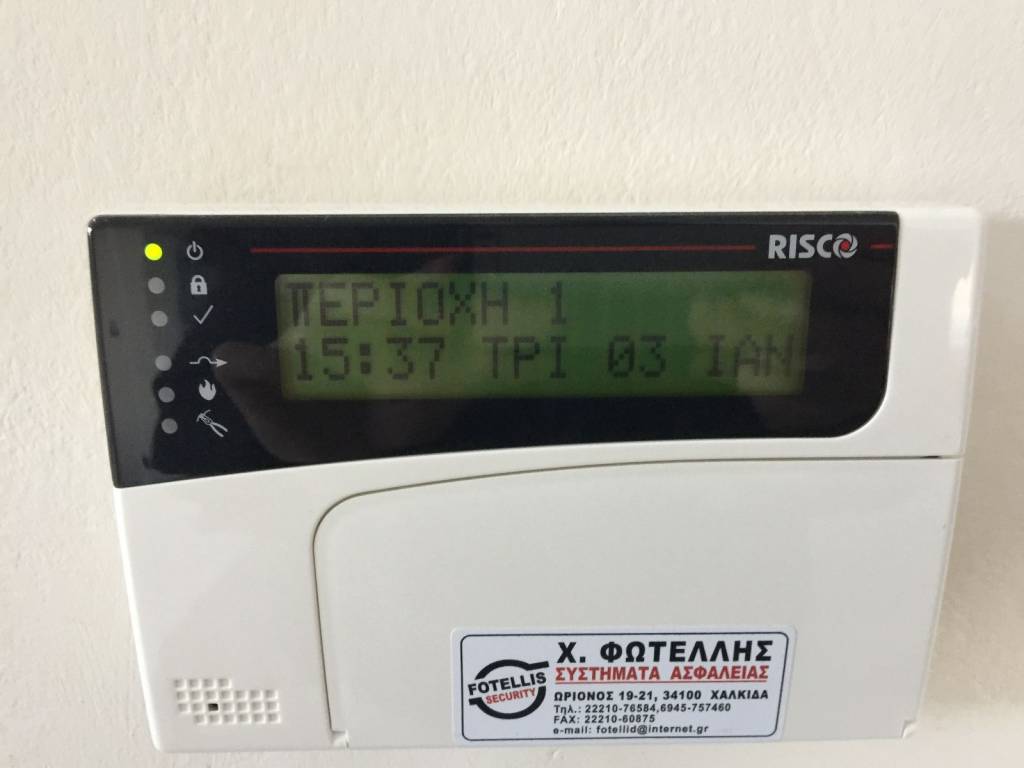 RISCO
ΠΕΡΙΟΧΗ 1
15:37 ΤΡΙ 03 ΙΑΝ
Χ. ΦΩΤΕΛΛΗΣ
ΣΥΣΤΗΜΑΤΑ ΑΣΦΑΛΕΙΑΣ
FOTELLIS
SECURITY
ΩΡΙΟΝΟΣ 19-21, 34100 ΧΑΛΚΙΔΑ
Τηλ.: 22210-76584,6945-757460
FAX: 22210-60875
e-mail: fotellid@internet.gr